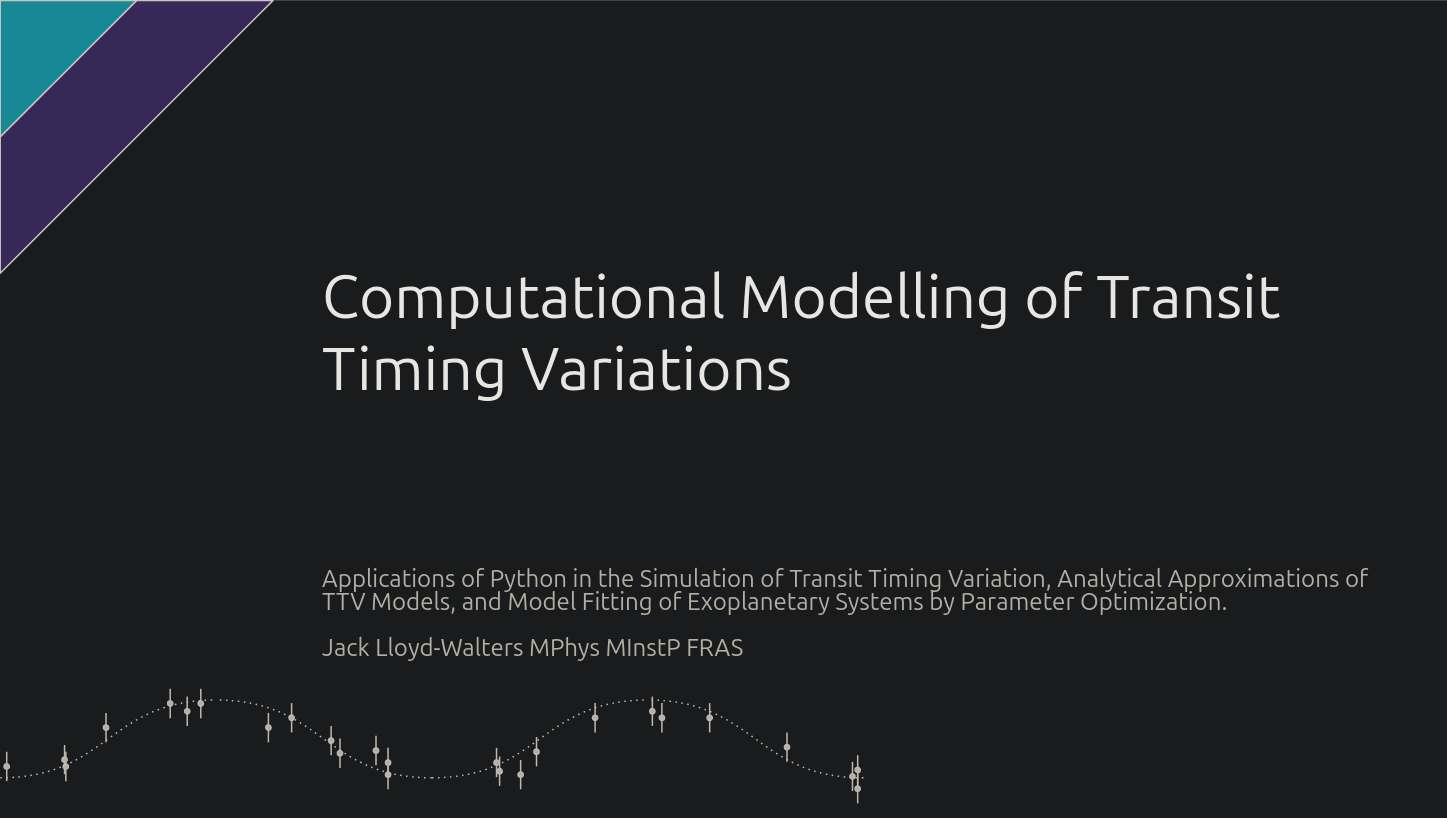 Computational Modelling of Transit
Timing Variations
Applications of Python in the Simulation of Transit Timing Variation, Analytical Approximations of
TTV Models, and Model Fitting of Exoplanetary Systems by Parameter Optimization.
Jack Lloyd-Walters MPhys MInstP FRAS